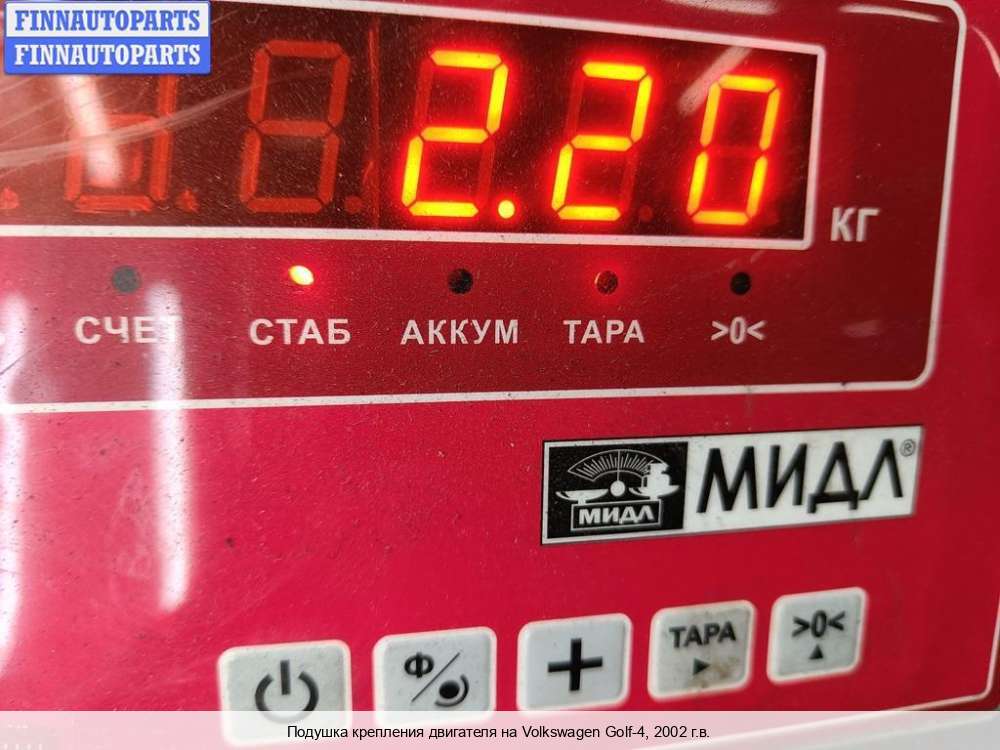 FINNAUTOPARTS
FINNAUTOPARTS
2.20
КГ
СЧЕТ СТАБ АККУМ ТАРА >0<
МИДЛ МИДЛ®
Ф ТАРА >0<
Подушка крепления двигателя на Volkswagen Golf-4, 2002 г.в.